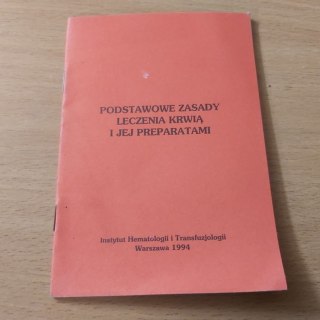 PODSTAWOWE ZASADY
LECZENIA KRWIĄ
I JEJ PREPARATAMI
Instytut Hematologii i Transfuzjologii
Warszawa 1994